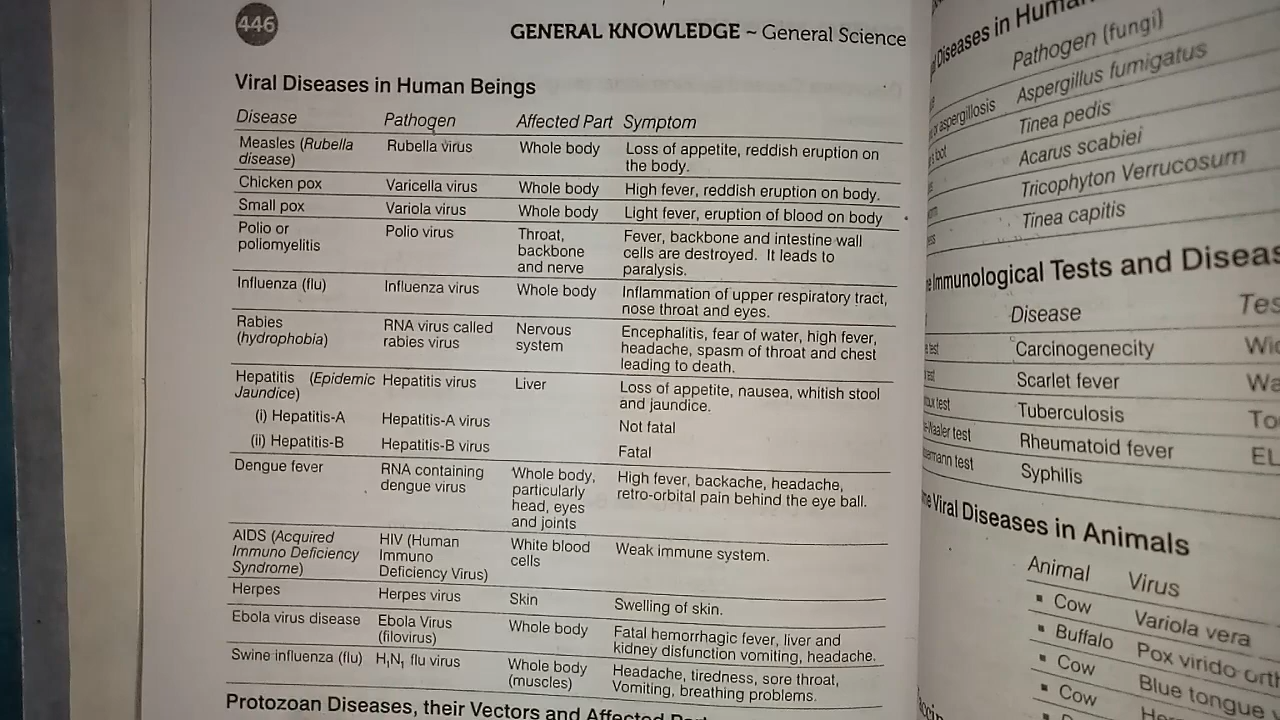 446
GENERAL KNOWLEDGE ~ General Science
Viral Diseases in Human Beings
Disease Pathogen Affected Part Symptom
Measles (Rubella disease) Rubella virus Whole body Loss of appetite, reddish eruption on the body.
Chicken pox Varicella virus Whole body High fever, reddish eruption on body.
Small pox Variola virus Whole body Light fever, eruption of blood on body
Polio or poliomyelitis Polio virus Throat, backbone and nerve Fever, backbone and intestine wall cells are destroyed. It leads to paralysis.
Influenza (flu) Influenza virus Whole body Inflammation of upper respiratory tract, nose throat and eyes.
Rabies (hydrophobia) RNA virus called rabies virus Nervous system Encephalitis, fear of water, high fever, headache, spasm of throat and chest leading to death.
Hepatitis (Epidemic Jaundice) Hepatitis virus Liver Loss of appetite, nausea, whitish stool and jaundice.
(i) Hepatitis-A Hepatitis-A virus Not fatal
(ii) Hepatitis-B Hepatitis-B virus Fatal
Dengue fever RNA containing dengue virus Whole body, particularly head, eyes and joints High fever, backache, headache, retro-orbital pain behind the eye ball.
AIDS (Acquired Immuno Deficiency Syndrome) HIV (Human Immuno Deficiency Virus) White blood cells Weak immune system.
Herpes Herpes virus Skin Swelling of skin.
Ebola virus disease Ebola Virus (filovirus) Whole body Fatal hemorrhagic fever, liver and kidney disfunction vomiting, headache.
Swine influenza (flu) H₁N₁ flu virus Whole body (muscles) Headache, tiredness, sore throat, Vomiting, breathing problems.
Protozoan Diseases, their Vectors and Affected
Diseases in
Pathogen (fungi)
aspergillosis Aspergillus fumigatus
Tinea pedis
Acarus scabiei
Tricophyton Verrucosum
Tinea capitis
Immunological Tests and
Disease
test Carcinogenecity
test Scarlet fever
test Tuberculosis
test Rheumatoid fever
test Syphilis
Viral Diseases in Animals
Animal Virus
▪ Cow Variola vera
▪ Buffalo Pox virido
▪ Cow Blue tongue
▪ Cow